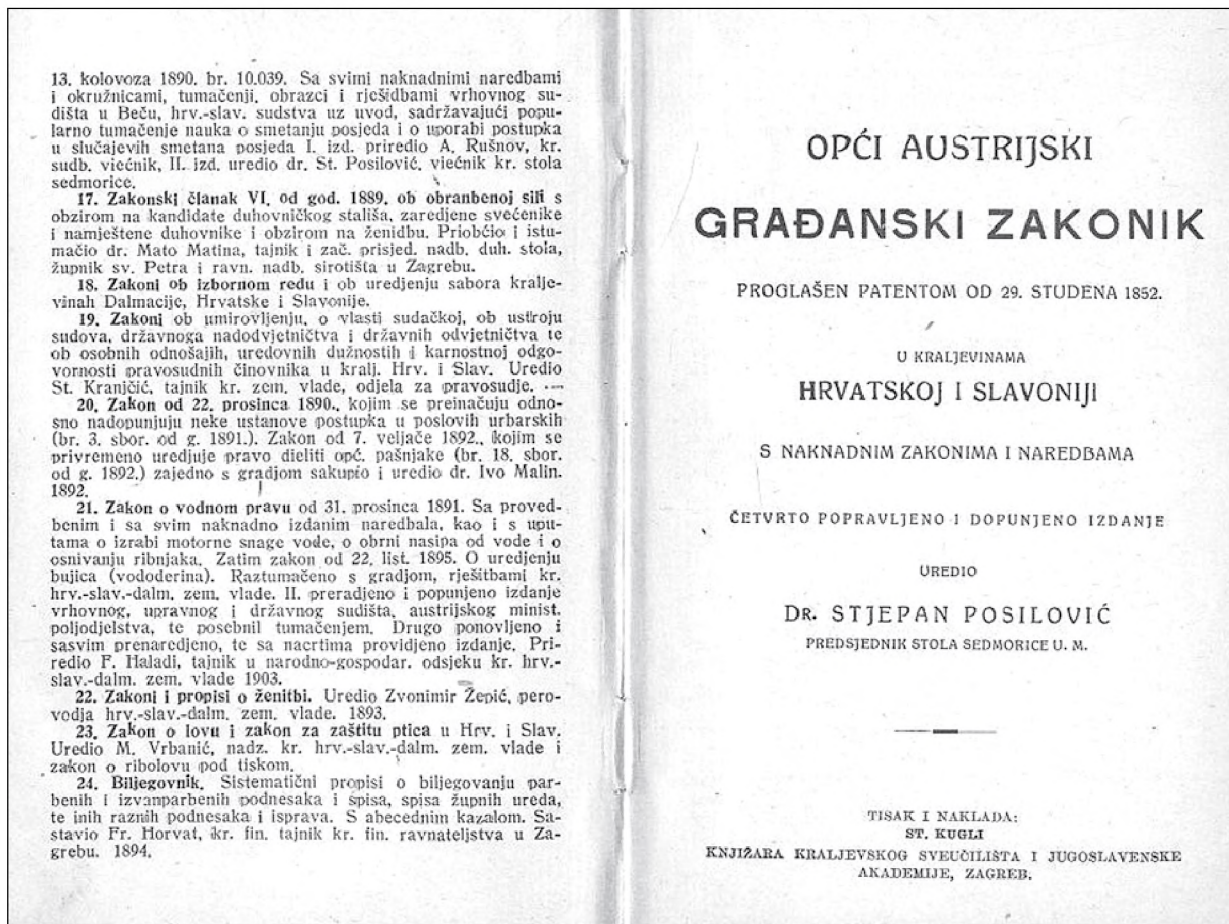 13. kolovoza 1890. br. 10.039. Sa svimi naknadnimi naredbami
i okružnicami, tumačenji, obrazci i rješidbami vrhovnog su-
dišta u Beču, hrv.-slav. sudstva uz uvod, sadržavajući popu-
larno tumačenje nauka o smetanju posjeda i o uporabi postupka
u slučajevih smetana posjeda I. izd. priredio A. Rušnov, kr.
sudb. viećnik, II. izd. uredio dr. St. Posilović, viećnik kr. stola
sedmorice.
17. Zakonski članak VI. od god. 1889. ob obranbenoj sili s
obzirom na kandidate duhovničkog stališa, zaredjene svećenike
i namještene duhovnike i obzirom na ženidbu. Priobćio i istu-
mačio dr. Mato Matina, tajnik i zač. prisjed. nadb. duh. stola,
župnik sv. Petra i ravn. nadb. sirotišta u Zagrebu.
18. Zakoni ob izbornom redu i ob uredjenju sabora kralje-
vinah Dalmacije, Hrvatske i Slavonije.
19. Zakoni ob umirovljenju, o vlasti sudačkoj, ob ustroju
sudova, državnoga nadodvjetničtva i državnih odvjetničtva te
ob osobnih odnošajih, uredovnih dužnostih i karnostnoj odgo-
vornosti pravosudnih činovnika u kralj. Hrv. i Slav. Uredio
St. Kranjčić, tajnik kr. zem. vlade, odjela za pravosudje. —
20. Zakon od 22. prosinca 1890., kojim se preinačuju odno-
sno nadopunjuju neke ustanove postupka u poslovih urbarskih
(br. 3. sbor. od g. 1891.). Zakon od 7. veljače 1892., kojim se
privremeno uredjuje pravo dieliti opć. pašnjake (br. 18. sbor.
od g. 1892.) zajedno s gradjom sakupio i uredio dr. Ivo Malin.
1892.
21. Zakon o vodnom pravu od 31. prosinca 1891. Sa proved-
benim i sa svim naknadno izdanim naredbala, kao i s upu-
tama o izrabi motorne snage vode, o obrni nasipa od vode i o
osnivanju ribnjaka. Zatim zakon od 22. list. 1895. O uredjenju
bujica (vododerina). Raztumačeno s gradjom, rješitbami kr.
hrv.-slav.-dalm. zem. vlade. II. preradjeno i popunjeno izdanje
vrhovnog, upravnog i državnog sudišta, austrijskog minist.
poljodjelstva, te posebnil tumačenjem. Drugo ponovljeno i
sasvim prenaredjeno, te sa nacrtima providjeno izdanje. Pri-
redio F. Haladi, tajnik u narodno-gospodar. odsjeku kr. hrv.-
slav.-dalm. zem. vlade 1903.
22. Zakoni i propisi o ženitbi. Uredio Zvonimir Žepić, pero-
vodja hrv.-slav.-dalm. zem. vlade. 1893.
23. Zakon o lovu i zakon za zaštitu ptica u Hrv. i Slav.
Uredio M. Vrbanić, nadz. kr. hrv.-slav.-dalm. zem. vlade i
zakon o ribolovu pod tiskom.
24. Biljegovnik. Sistematični propisi o biljegovanju par-
benih i izvanparbenih podnesaka i spisa, spisa župnih ureda,
te inih raznih podnesaka i isprava. S abecednim kazalom. Sa-
stavio Fr. Horvat, kr. fin. tajnik kr. fin. ravnateljstva u Za-
grebu. 1894.
OPĆI AUSTRIJSKI
GRAĐANSKI ZAKONIK
PROGLAŠEN PATENTOM OD 29. STUDENA 1852.
U KRALJEVINAMA
HRVATSKOJ I SLAVONIJI
S NAKNADNIM ZAKONIMA I NAREDBAMA
ČETVRTO POPRAVLJENO I DOPUNJENO IZDANJE
UREDIO
DR. STJEPAN POSILOVIĆ
PREDSJEDNIK STOLA SEDMORICE U. M.
TISAK I NAKLADA:
ST. KUGLI
KNJIŽARA KRALJEVSKOG SVEUČILIŠTA I JUGOSLAVENSKE
AKADEMIJE, ZAGREB.